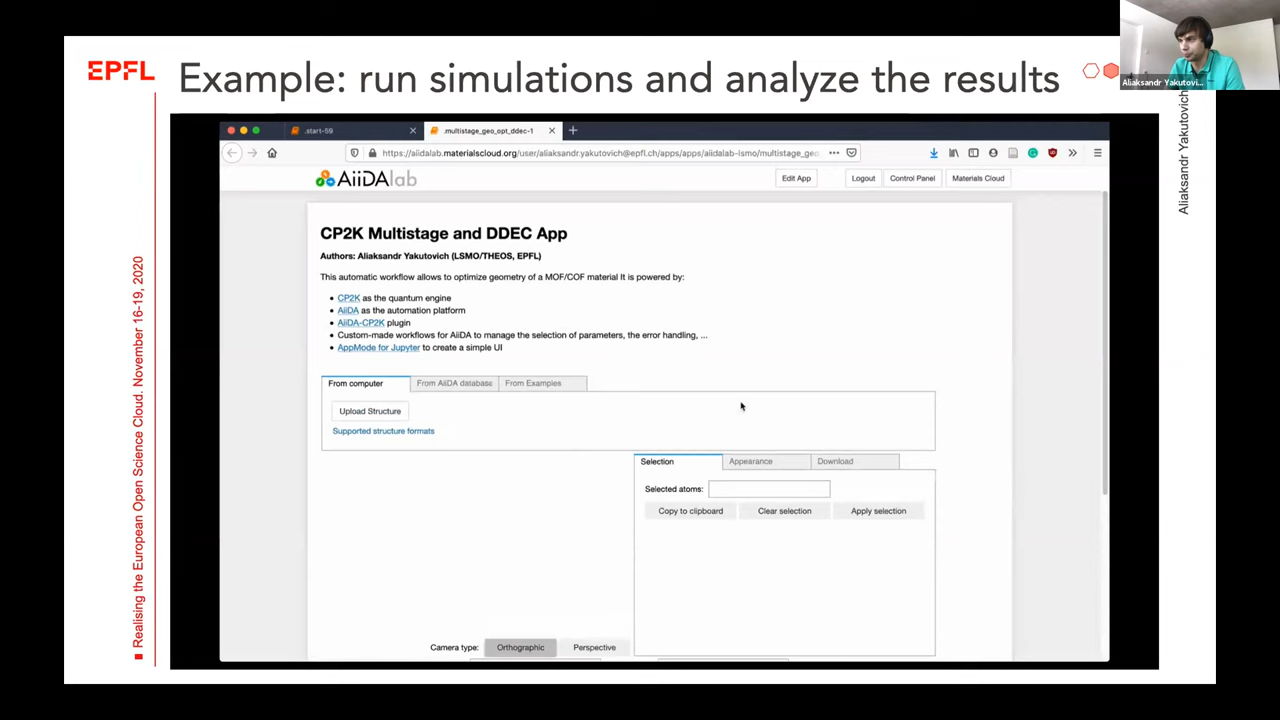 EPFL
Example: run simulations and analyze the results
Aliaksandr Yakutovi...
Aliaksandr Yakutovich
Realising the European Open Science Cloud. November 16-19, 2020
.start-59
.multistage_geo_opt_ddec-1
https://aiidalab.materialscloud.org/user/aliaksandr.yakutovich@epfl.ch/apps/apps/aiidalab-lsmo/multistage_geo_
AiiDAlab
Edit App
Logout
Control Panel
Materials Cloud
CP2K Multistage and DDEC App
Authors: Aliaksandr Yakutovich (LSMO/THEOS, EPFL)
This automatic workflow allows to optimize geometry of a MOF/COF material It is powered by:
• CP2K as the quantum engine
• AiiDA as the automation platform
• AiiDA-CP2K plugin
• Custom-made workflows for AiiDA to manage the selection of parameters, the error handling, ...
• AppMode for Jupyter to create a simple UI
From computer
From AiiDA database
From Examples
Upload Structure
Supported structure formats
Selection
Appearance
Download
Selected atoms:
Copy to clipboard
Clear selection
Apply selection
Camera type:
Orthographic
Perspective